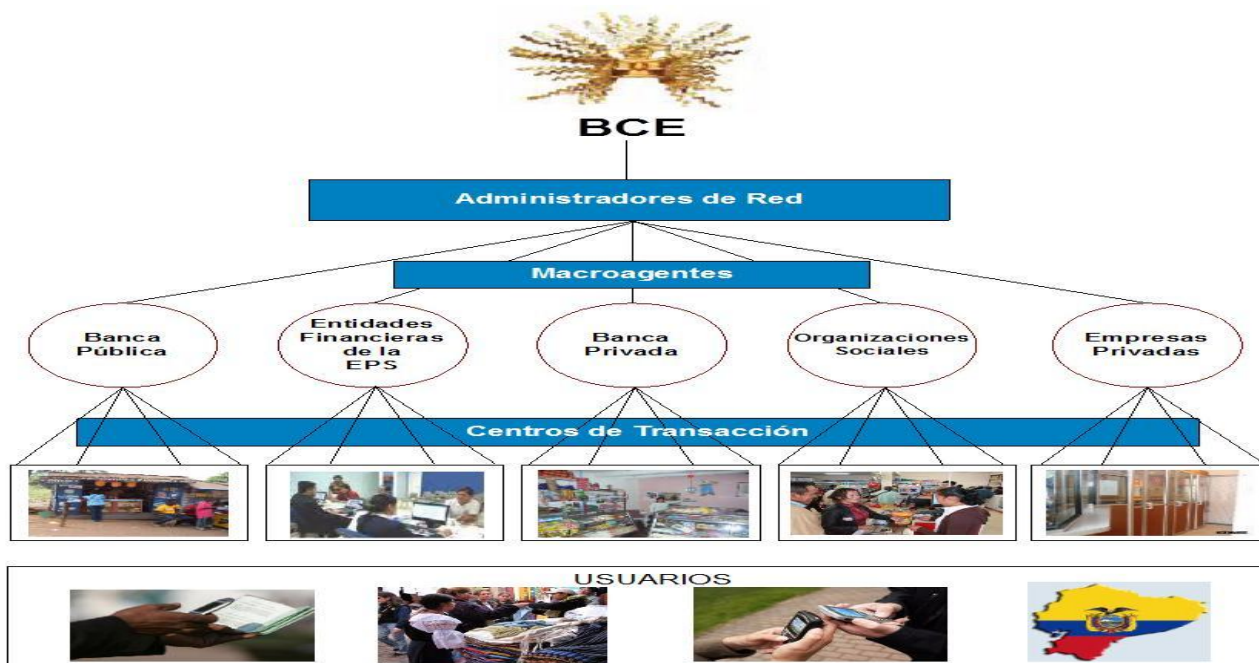 BCE
Administradores de Red
Macroagentes
Banca
Pública
Entidades
Financieras
de la
EPS
Banca
Privada
Organizaciones
Sociales
Empresas
Privadas
Centros de Transacción
USUARIOS